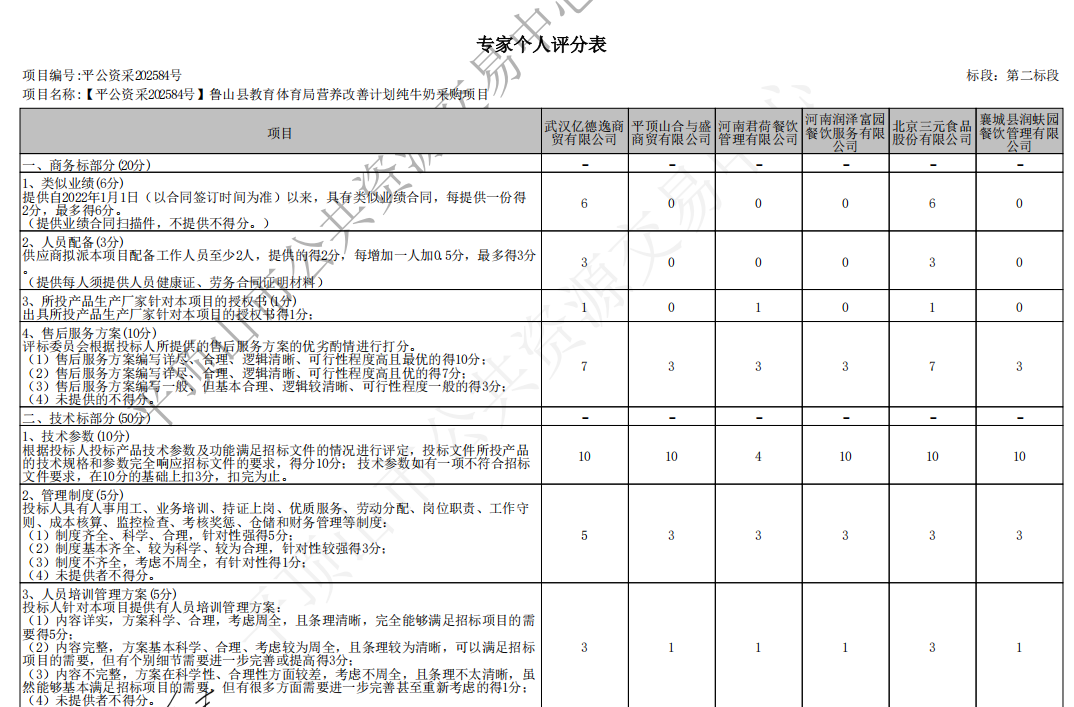 专家个人评分表
项目编号:平公资采202584号
标段：第二标段
项目名称:【平公资采202584号】鲁山县教育体育局营养改善计划纯牛奶采购项目
项目
武汉亿德逸商
贸有限公司
平顶山合与盛
商贸有限公司
河南君荷餐饮
管理有限公司
河南润泽富园
餐饮服务有限
公司
北京三元食品
股份有限公司
襄城县润蚨园
餐饮管理有限
公司
一、商务标部分(20分) - - - - - -
1、类似业绩(6分)
提供自2022年1月1日（以合同签订时间为准）以来，具有类似业绩合同，每提供一份得
2分，最多得6分。
（提供业绩合同扫描件，不提供不得分。）
6 0 0 0 6 0
2、人员配备(3分)
供应商拟派本项目配备工作人员至少2人，提供的得2分，每增加一人加0.5分，最多得3分
。
（提供每人须提供人员健康证、劳务合同证明材料）
3 0 0 0 3 0
3、所投产品生产厂家针对本项目的授权书(1分)
出具所投产品生产厂家针对本项目的授权书得1分；
1 0 1 0 1 0
4、售后服务方案(10分)
评标委员会根据投标人所提供的售后服务方案的优劣酌情进行打分。
（1）售后服务方案编写详尽、合理、逻辑清晰、可行性程度高且最优的得10分；
（2）售后服务方案编写详尽、合理、逻辑清晰、可行性程度高且优的得7分；
（3）售后服务方案编写一般、但基本合理、逻辑较清晰、可行性程度一般的得3分；
（4）未提供的不得分。
7 3 3 3 7 3
二、技术标部分(50分) - - - - - -
1、技术参数(10分)
根据投标人投标产品技术参数及功能满足招标文件的情况进行评定，投标文件所投产品
的技术规格和参数完全响应招标文件的要求，得分10分； 技术参数如有一项不符合招标
文件要求，在10分的基础上扣3分，扣完为止。
10 10 4 10 10 10
2、管理制度(5分)
投标人具有人事用工、业务培训、持证上岗、优质服务、劳动分配、岗位职责、工作守
则、成本核算、监控检查、考核奖惩、仓储和财务管理等制度：
（1）制度齐全、科学、合理，针对性强得5分；
（2）制度基本齐全、较为科学、较为合理，针对性较强得3分；
（3）制度不齐全，考虑不周全，有针对性得1分；
（4）未提供者不得分。
5 3 3 3 3 3
3、人员培训管理方案(5分)
投标人针对本项目提供有人员培训管理方案：
（1）内容详实，方案科学、合理，考虑周全，且条理清晰，完全能够满足招标项目的需
要得5分；
（2）内容完整，方案基本科学、合理、考虑较为周全，且条理较为清晰，可以满足招标
项目的需要，但有个别细节需要进一步完善或提高得3分；
（3）内容不完整，方案在科学性、合理性方面较差，考虑不周全，且条理不太清晰，虽
然能够基本满足招标项目的需要，但有很多方面需要进一步完善甚至重新考虑的得1分；
（4）未提供者不得分。
3 1 1 1 3 1
平顶山市公共资源交易中心
平顶山市公共资源交易中心